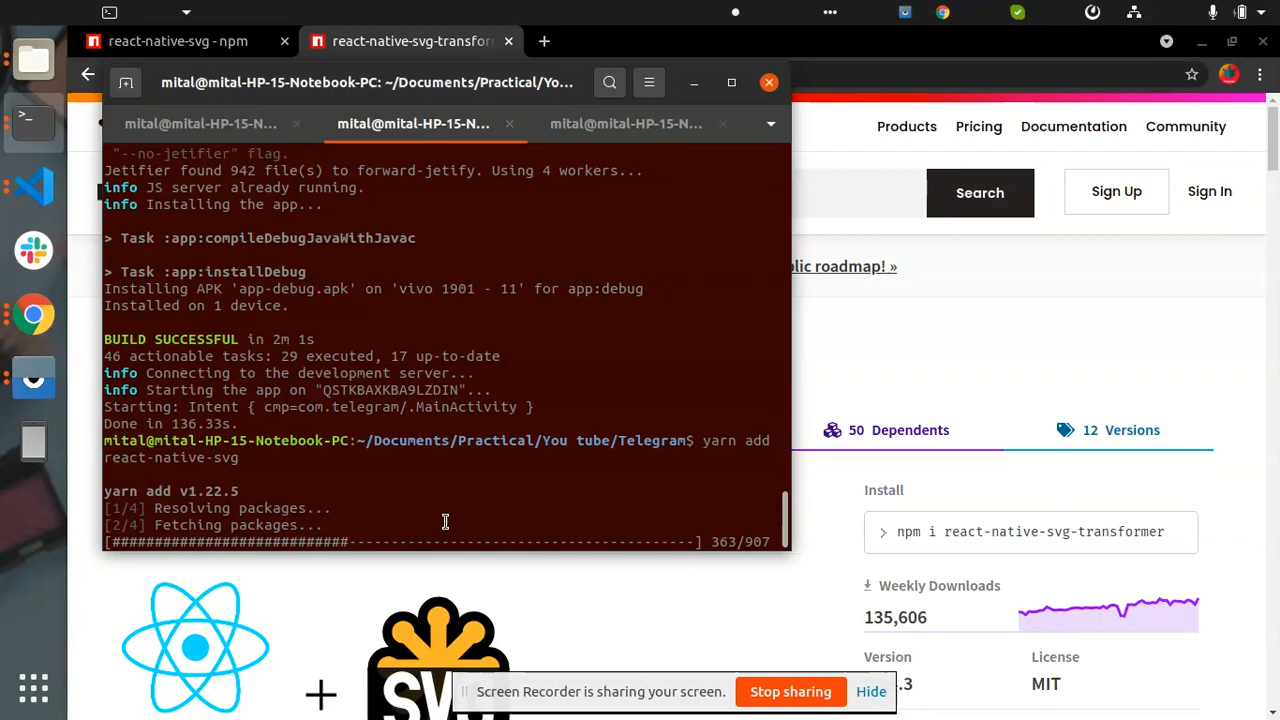 react-native-svg - npm
react-native-svg-transfor
mital@mital-HP-15-Notebook-PC: ~/Documents/Practical/Yo...
mital@mital-HP-15-N...
mital@mital-HP-15-N...
mital@mital-HP-15-N...
"--no-jetifier" flag.
Jetifier found 942 file(s) to forward-jetify. Using 4 workers...
info JS server already running.
info Installing the app...
> Task :app:compileDebugJavaWithJavac
> Task :app:installDebug
Installing APK 'app-debug.apk' on 'vivo 1901 - 11' for app:debug
Installed on 1 device.
BUILD SUCCESSFUL in 2m 1s
46 actionable tasks: 29 executed, 17 up-to-date
info Connecting to the development server...
info Starting the app on "QSTKBAXKBA9LZDIN"...
Starting: Intent { cmp=com.telegram/.MainActivity }
Done in 136.33s.
mital@mital-HP-15-Notebook-PC:~/Documents/Practical/You tube/Telegram$ yarn add
react-native-svg
yarn add v1.22.5
[1/4] Resolving packages...
[2/4] Fetching packages...
[############################-----------------------------------------] 363/907
Products
Pricing
Documentation
Community
Search
Sign Up
Sign In
olic roadmap! »
50 Dependents
12 Versions
Install
> npm i react-native-svg-transformer
Weekly Downloads
135,606
Version
License
.3
MIT
+
SVG
Screen Recorder is sharing your screen.
Stop sharing
Hide